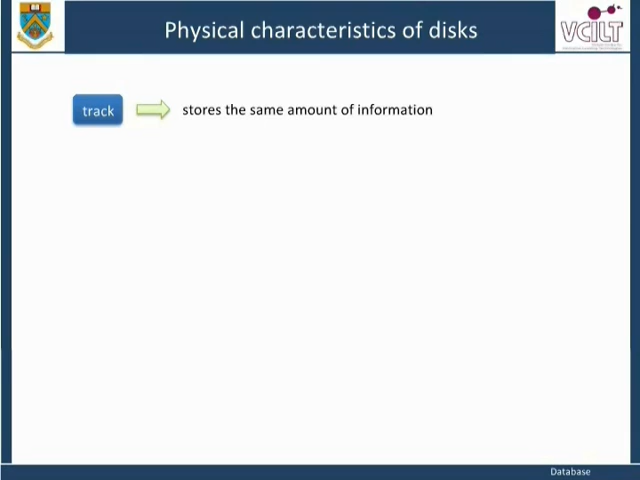 Physical characteristics of disks
VCILT
track
stores the same amount of information
Database